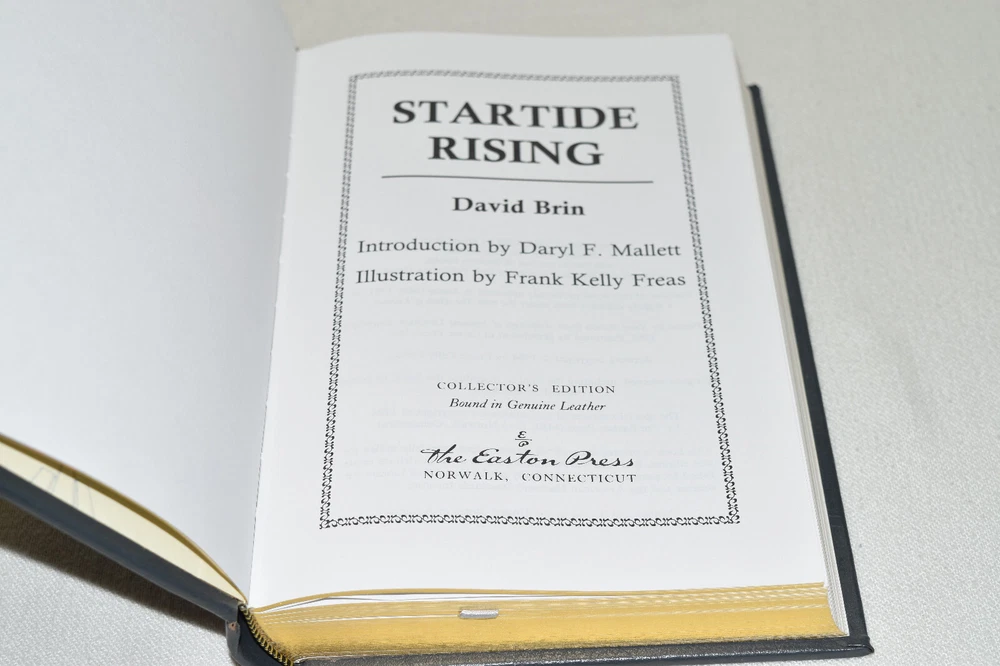 STARTIDE
RISING
David Brin
Introduction by Daryl F. Mallett
Illustration by Frank Kelly Freas
COLLECTOR'S EDITION
Bound in Genuine Leather
The Easton Press
NORWALK, CONNECTICUT